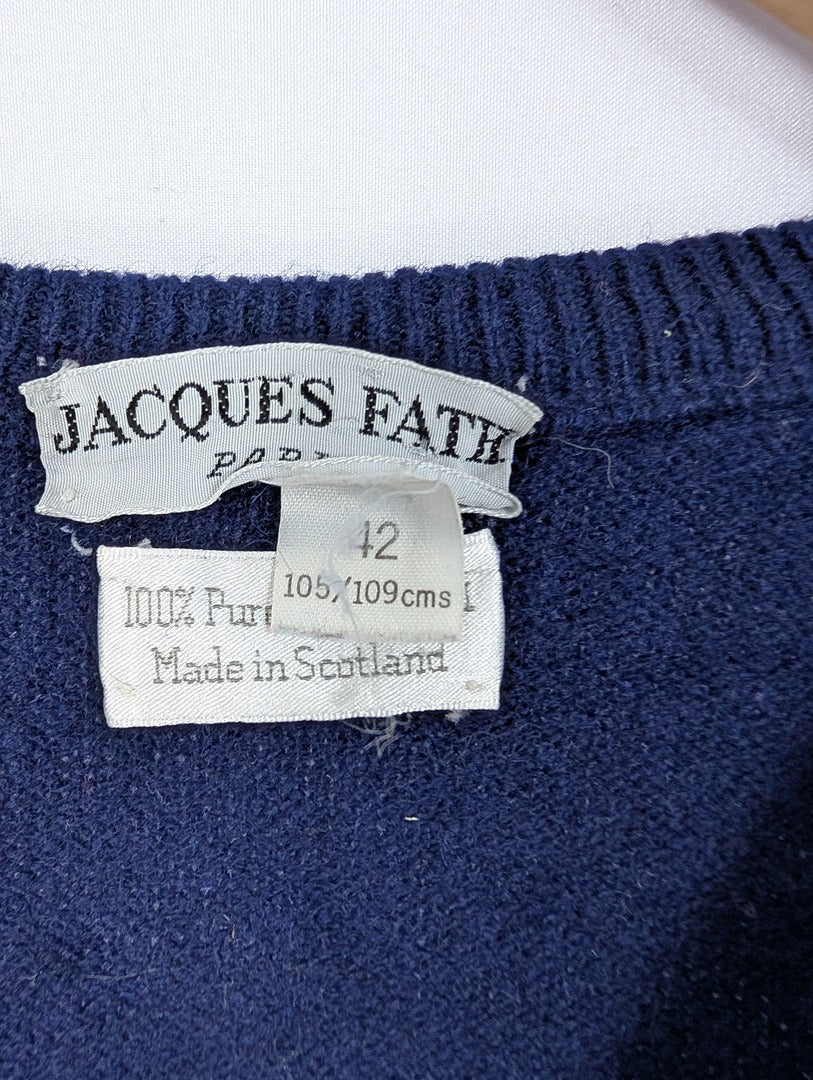 JACQUES FATH
42
105/109cms
100% Pure
Made in Scotland